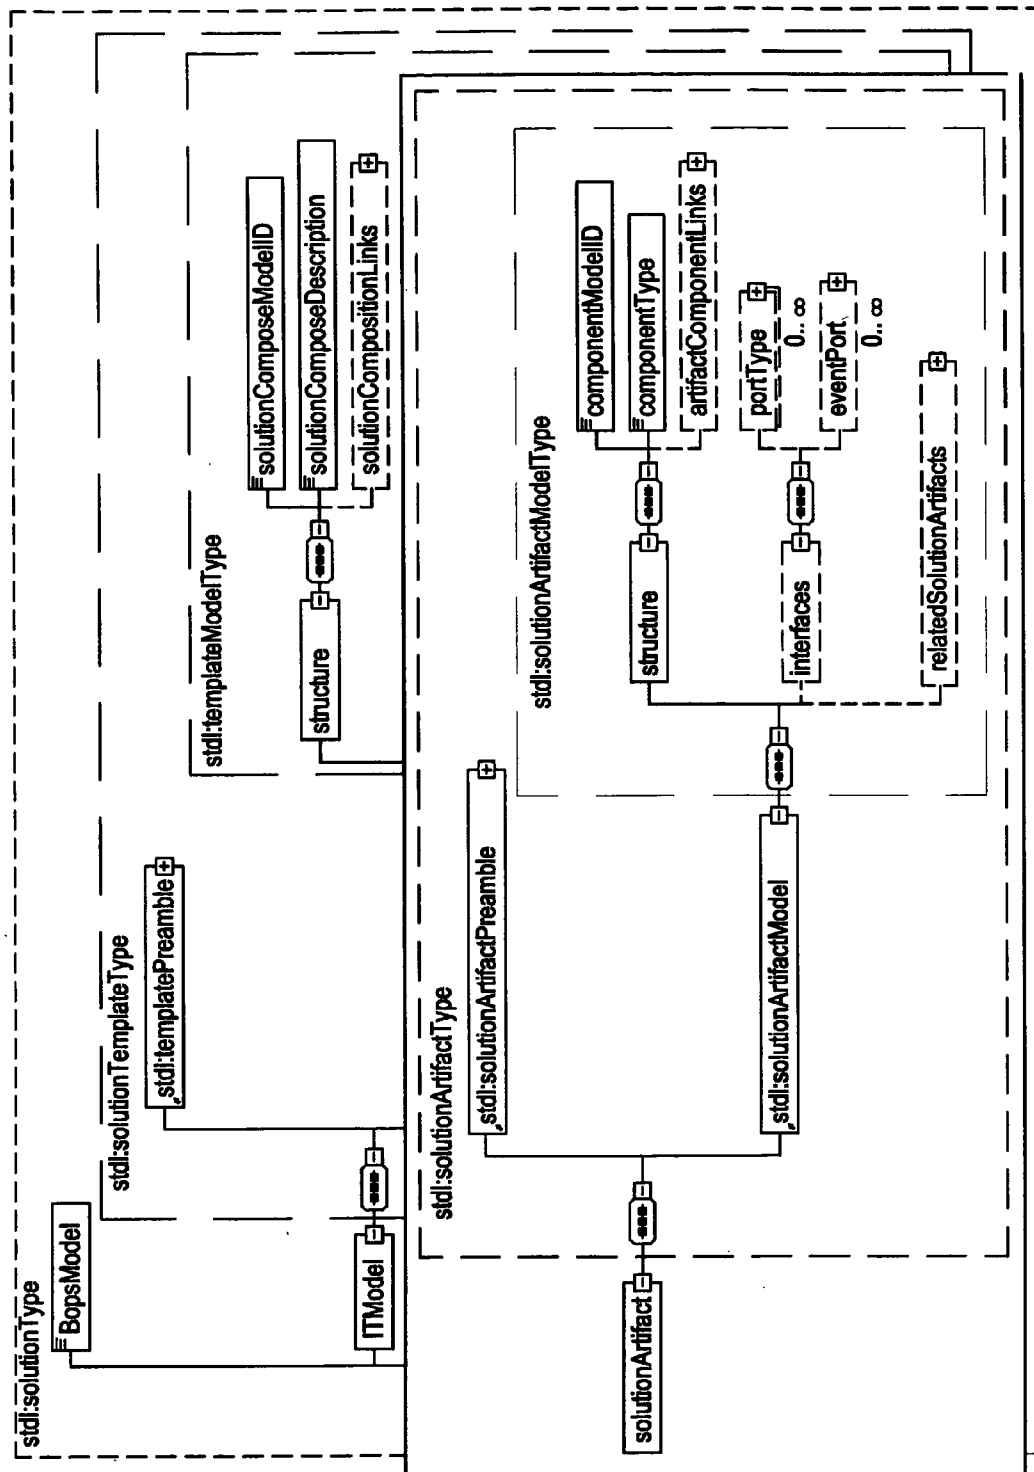 stdl:solutionType
BopsModel
ITModel
stdl:solutionTemplateType
stdl:templatePreamble
stdl:templateModelType
structure
solutionComposeModelID
solutionComposeDescription
solutionCompositionLinks
stdl:solutionArtifactType
solutionArtifact
stdl:solutionArtifactPreamble
stdl:solutionArtifactModel
stdl:solutionArtifactModelType
structure
componentModelID
componentType
artifactComponentLinks
interfaces
portType
0.. ∞
eventPort
0.. ∞
relatedSolutionArtifacts